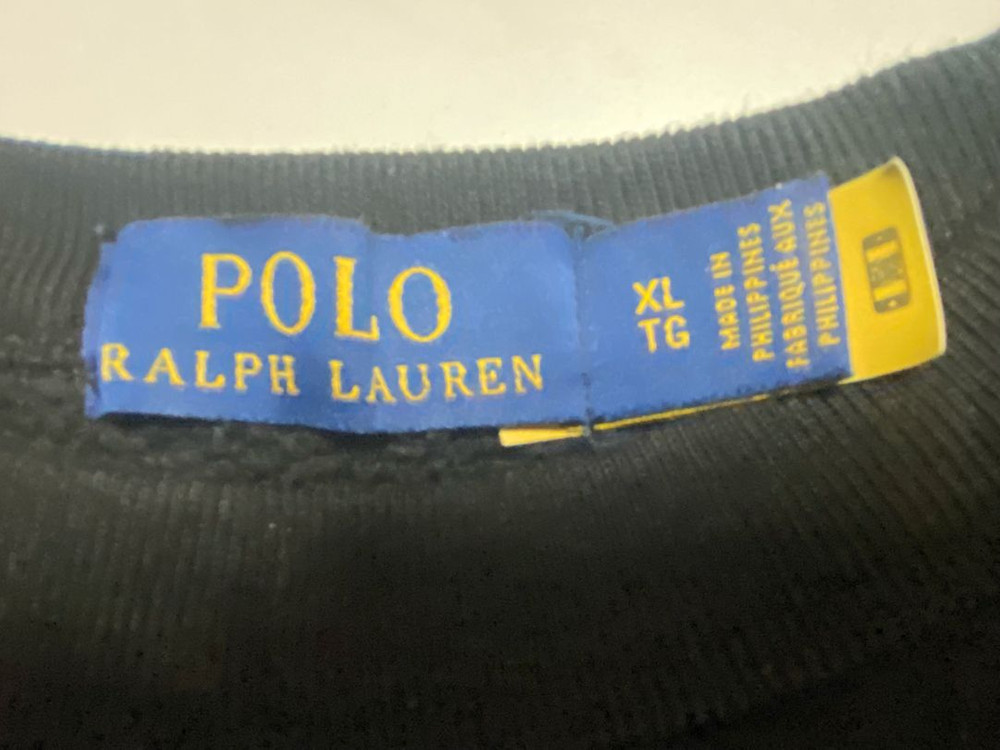 POLO
RALPH LAUREN
XL
TG
MADE IN
PHILIPPINES
FABRIQUÉ AUX
PHILIPPINES